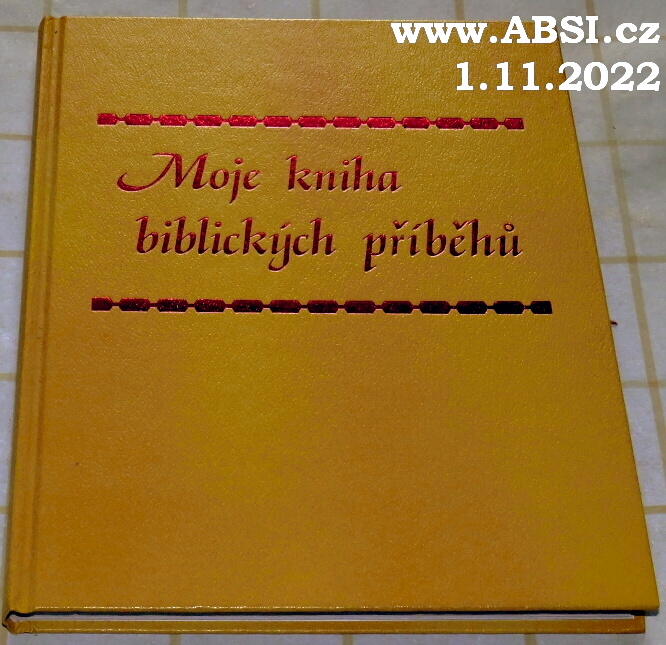 www.ABSI.cz
1.11.2022
Moje kniha
biblických příběhů